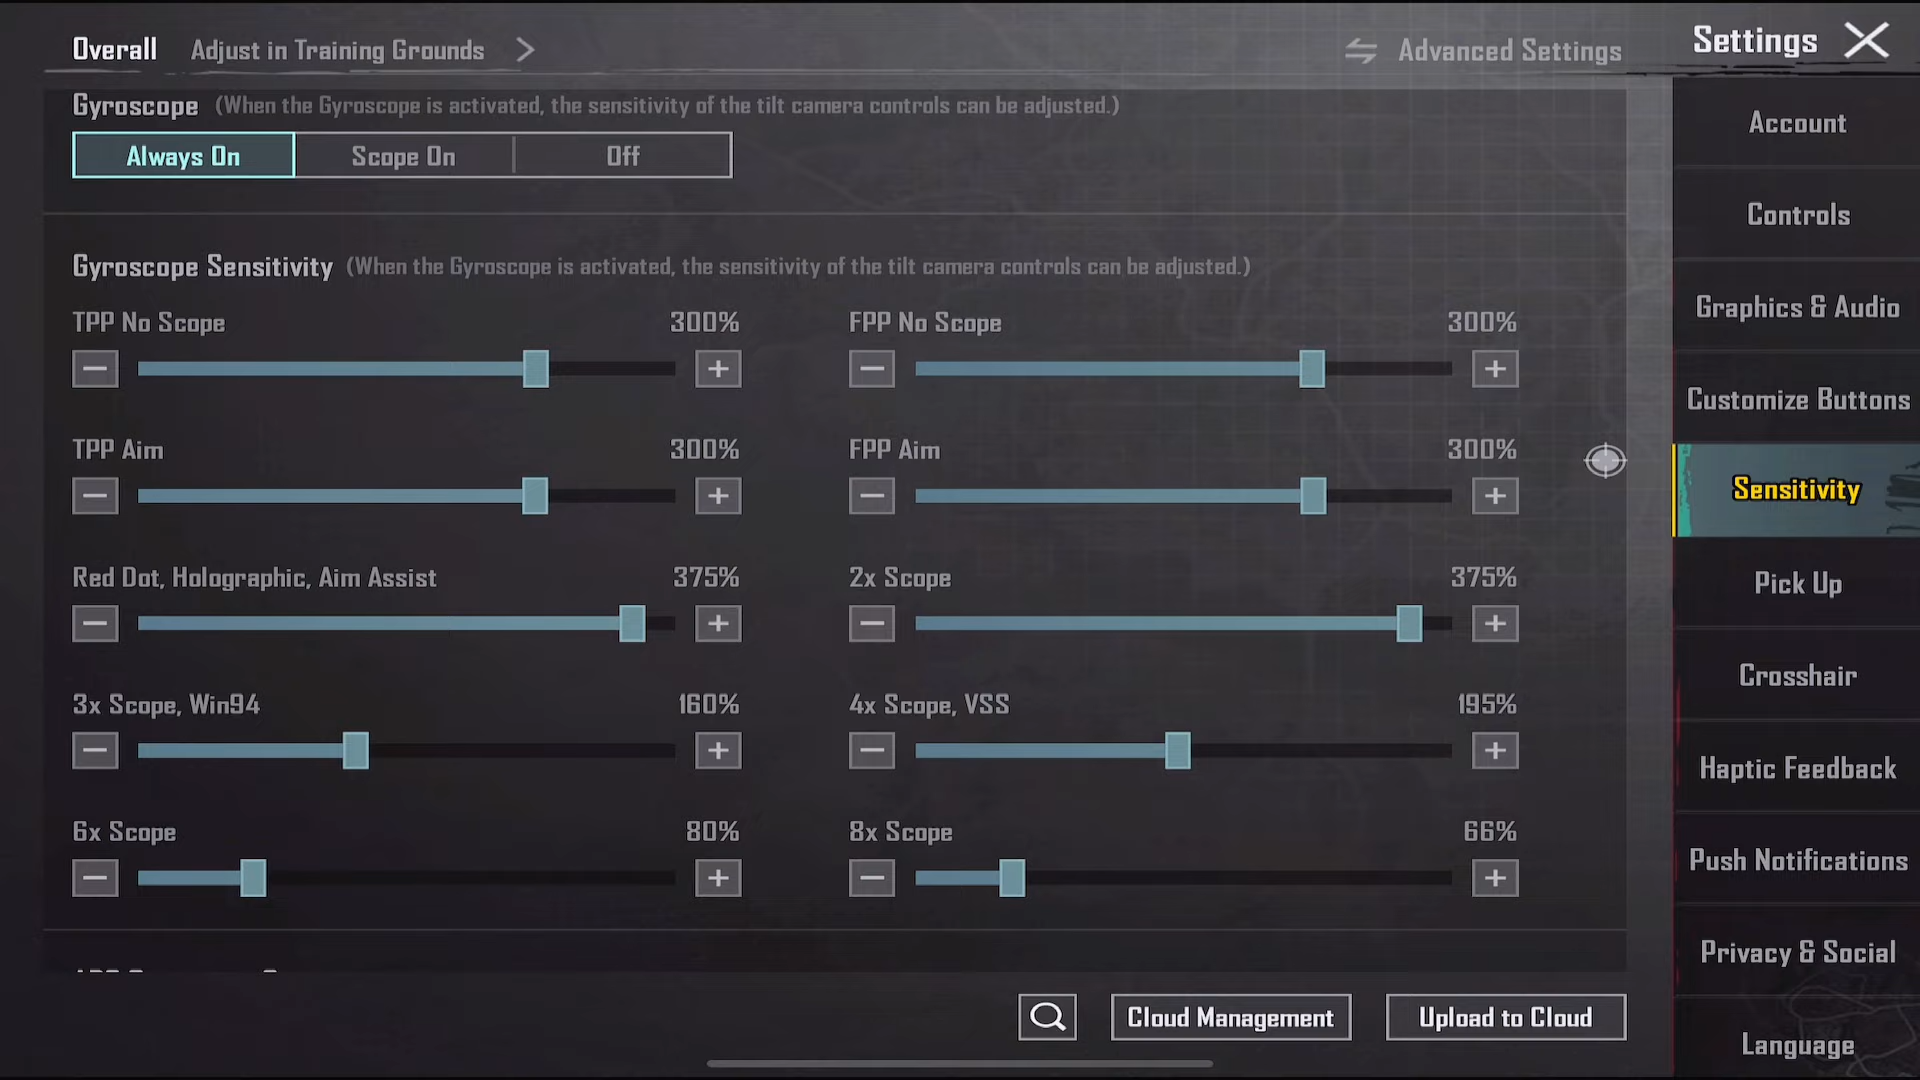 Overall Adjust in Training Grounds Advanced Settings Settings
Gyroscope (When the Gyroscope is activated, the sensitivity of the tilt camera controls can be adjusted.)
Always On Scope On Off
Gyroscope Sensitivity (When the Gyroscope is activated, the sensitivity of the tilt camera controls can be adjusted.)
TPP No Scope 300% FPP No Scope 300%
TPP Aim 300% FPP Aim 300%
Red Dot, Holographic, Aim Assist 375% 2x Scope 375%
3x Scope, Win94 160% 4x Scope, VSS 195%
6x Scope 80% 8x Scope 66%
Cloud Management Upload to Cloud
Account
Controls
Graphics & Audio
Customize Buttons
Sensitivity
Pick Up
Crosshair
Haptic Feedback
Push Notifications
Privacy & Social
Language